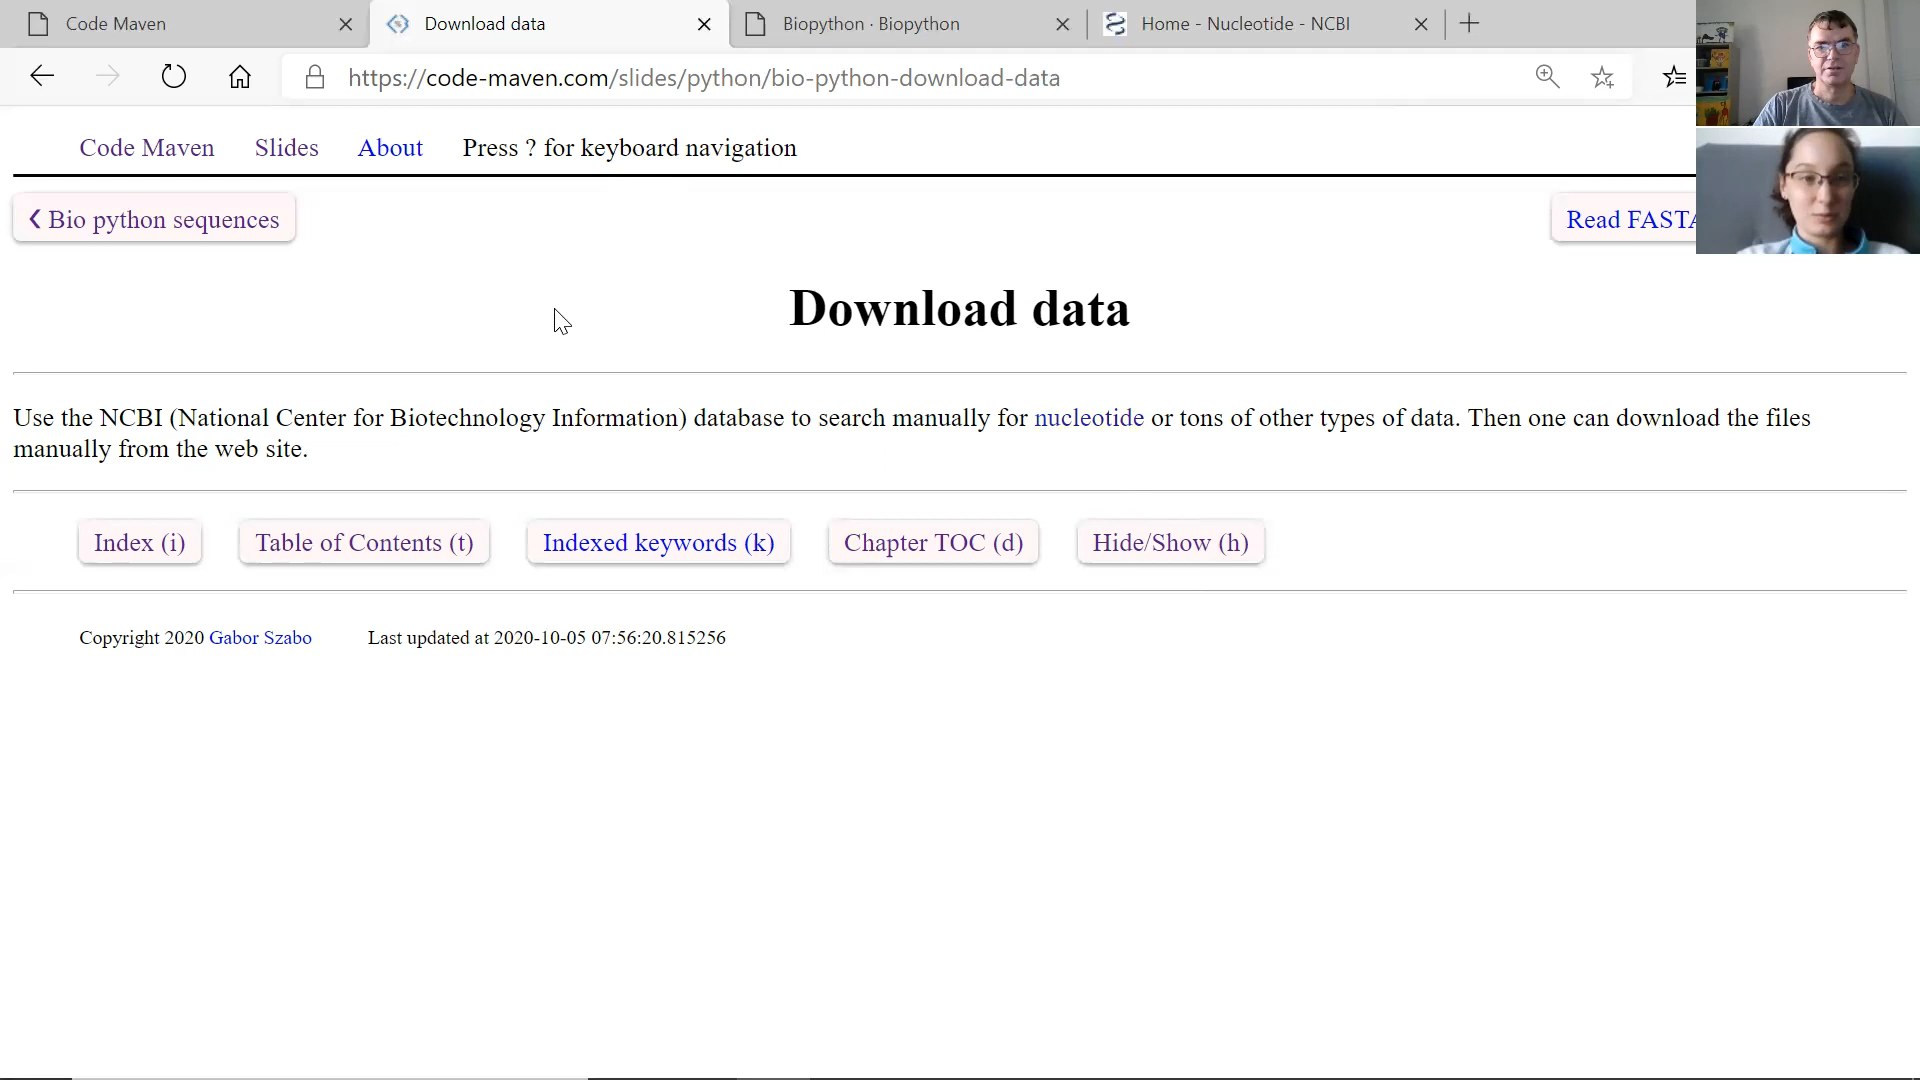 Code Maven
Download data
Biopython · Biopython
Home - Nucleotide - NCBI
https://code-maven.com/slides/python/bio-python-download-data
Code Maven Slides About Press ? for keyboard navigation
❮ Bio python sequences
Read FASTA
Download data
Use the NCBI (National Center for Biotechnology Information) database to search manually for nucleotide or tons of other types of data. Then one can download the files
manually from the web site.
Index (i) Table of Contents (t) Indexed keywords (k) Chapter TOC (d) Hide/Show (h)
Copyright 2020 Gabor Szabo Last updated at 2020-10-05 07:56:20.815256